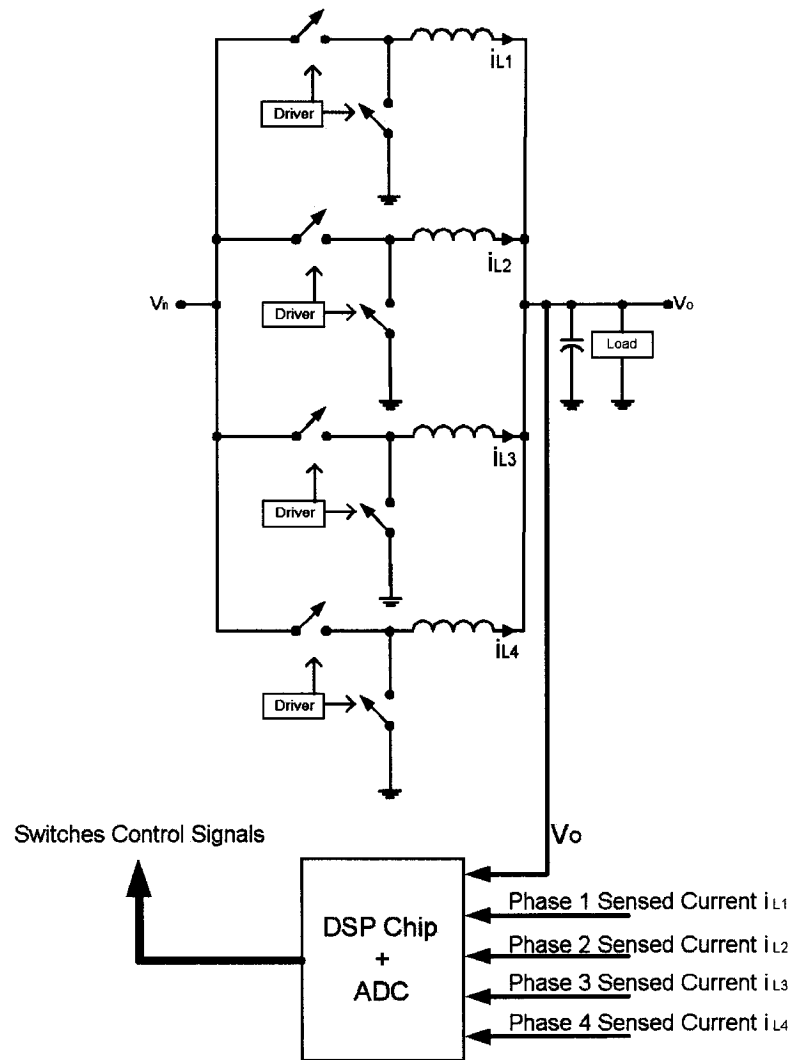 iL1
Driver
iL2
Vin
Vo
Driver
Load
iL3
Driver
iL4
Driver
Switches Control Signals
Vo
Phase 1 Sensed Current iL1
DSP Chip
Phase 2 Sensed Current iL2
+
Phase 3 Sensed Current iL3
ADC
Phase 4 Sensed Current iL4